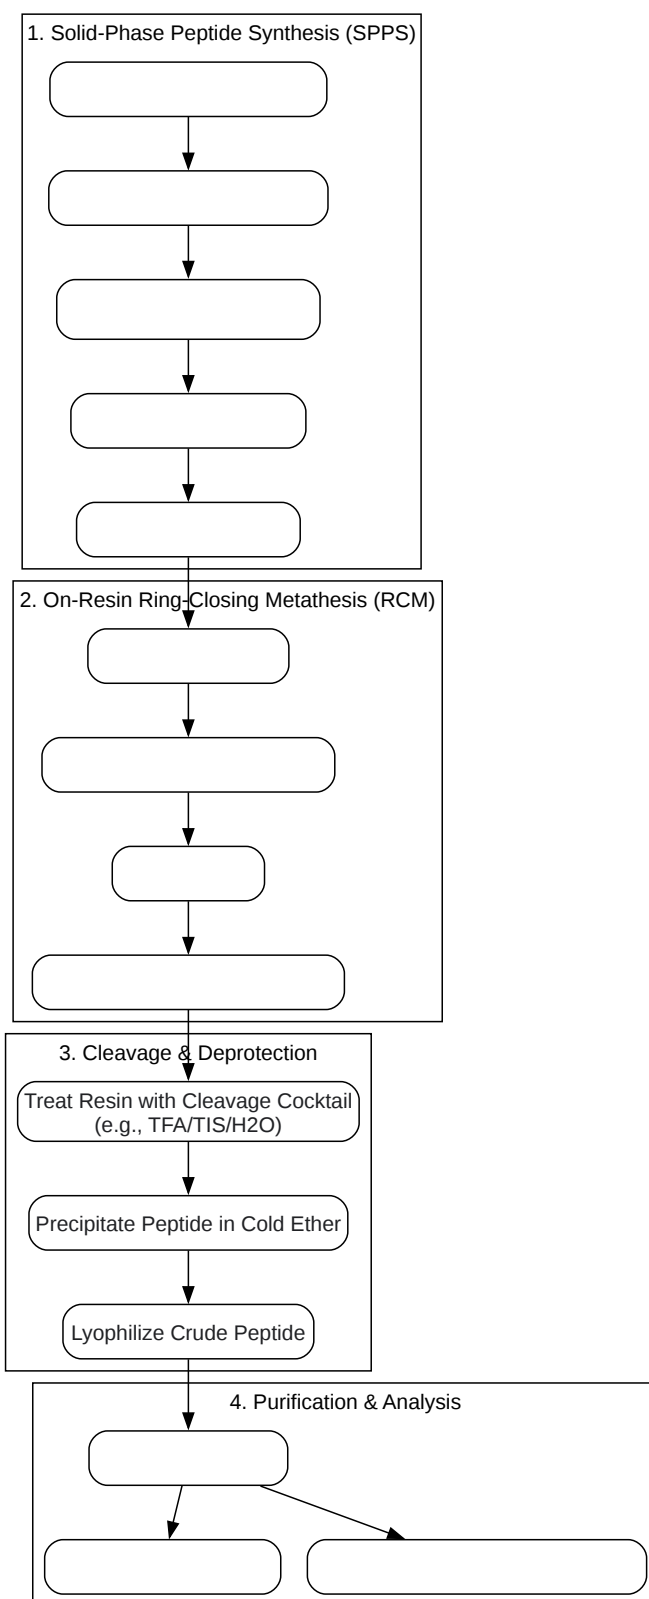 1. Solid-Phase Peptide Synthesis (SPPS)
2. On-Resin Ring-Closing Metathesis (RCM)
3. Cleavage & Deprotection
Treat Resin with Cleavage Cocktail
(e.g., TFA/TIS/H2O)
Precipitate Peptide in Cold Ether
Lyophilize Crude Peptide
4. Purification & Analysis